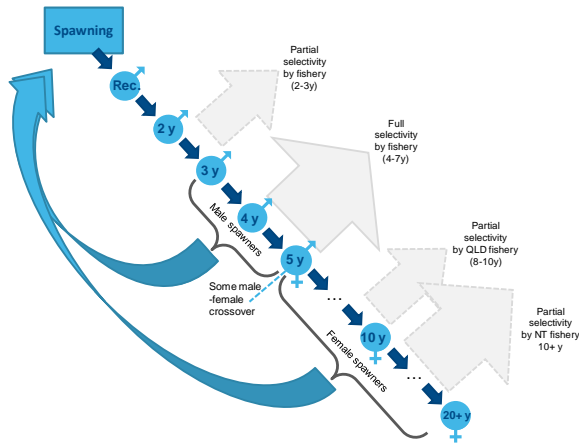 Spawning
Rec.
2 y
3 y
4 y
5 y
...
10 y
...
20+ y
Partial
selectivity
by fishery
(2-3y)
Full
selectivity
by fishery
(4-7y)
Partial
selectivity
by QLD fishery
(8-10y)
Partial
selectivity
by NT fishery
10+ y
Male spawners
Some male
-female
crossover
Female spawners